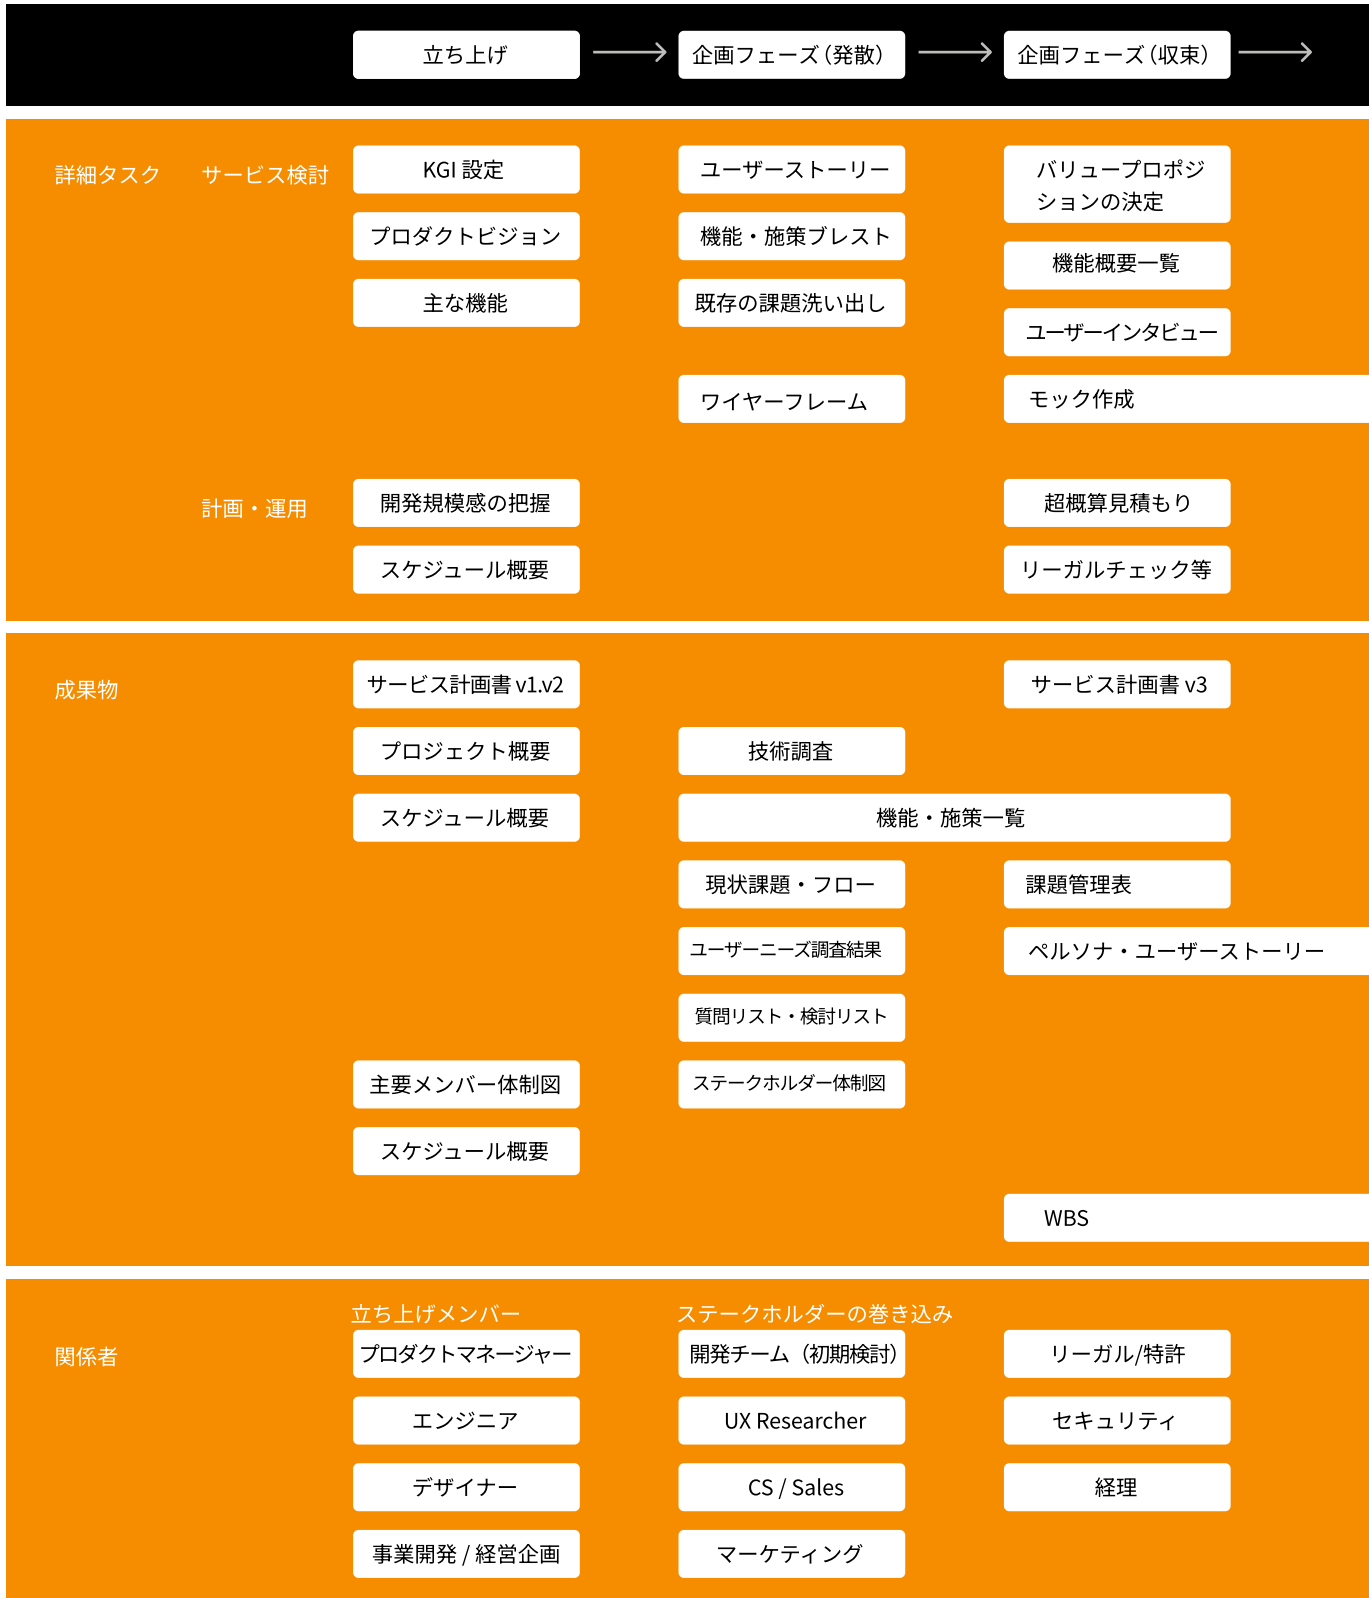 立ち上げ
企画フェーズ（発散）
企画フェーズ（収束）
詳細タスク
サービス検討
KGI 設定
ユーザーストーリー
バリュープロポジ
ションの決定
プロダクトビジョン
機能・施策ブレスト
機能概要一覧
主な機能
既存の課題洗い出し
ユーザーインタビュー
ワイヤーフレーム
モック作成
計画・運用
開発規模感の把握
超概算見積もり
スケジュール概要
リーガルチェック等
成果物
サービス計画書 v1.v2
サービス計画書 v3
プロジェクト概要
技術調査
スケジュール概要
機能・施策一覧
現状課題・フロー
課題管理表
ユーザーニーズ調査結果
ペルソナ・ユーザーストーリー
質問リスト・検討リスト
主要メンバー体制図
ステークホルダー体制図
スケジュール概要
WBS
関係者
立ち上げメンバー
ステークホルダーの巻き込み
プロダクトマネージャー
開発チーム（初期検討）
リーガル/特許
エンジニア
UX Researcher
セキュリティ
デザイナー
CS / Sales
経理
事業開発 / 経営企画
マーケティング